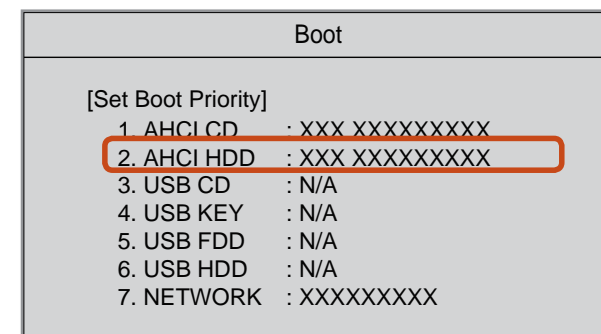 Boot
[Set Boot Priority]
1. AHCI CD : XXX XXXXXXXXX
2. AHCI HDD : XXX XXXXXXXXX
3. USB CD : N/A
4. USB KEY : N/A
5. USB FDD : N/A
6. USB HDD : N/A
7. NETWORK : XXXXXXXXX